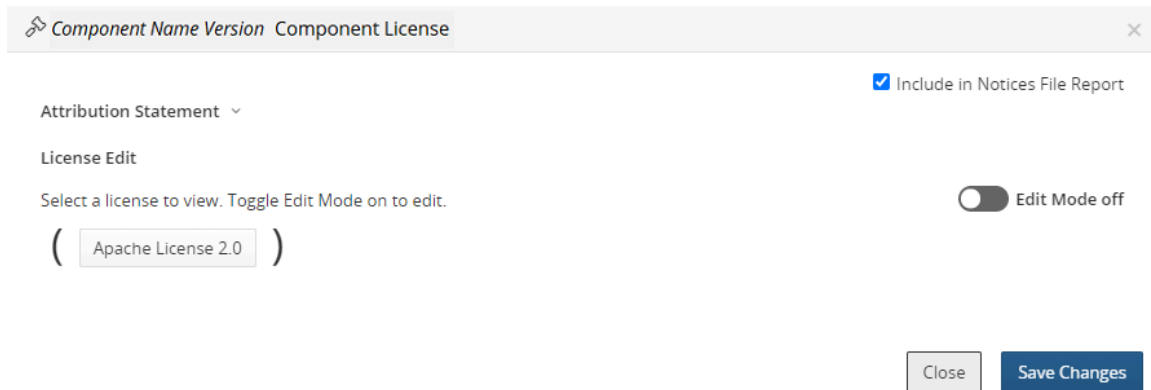 Component Name Version Component License
Include in Notices File Report
Attribution Statement
License Edit
Select a license to view. Toggle Edit Mode on to edit.
Edit Mode off
( Apache License 2.0 )
Close
Save Changes